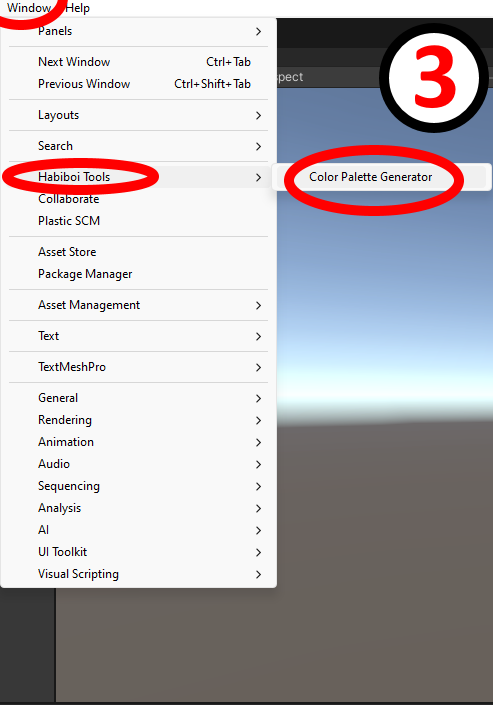 Window Help
Panels
Next Window Ctrl+Tab
Previous Window Ctrl+Shift+Tab
Layouts
Search
Habiboi Tools
Color Palette Generator
Collaborate
Plastic SCM
Asset Store
Package Manager
Asset Management
Text
TextMeshPro
General
Rendering
Animation
Audio
Sequencing
Analysis
AI
UI Toolkit
Visual Scripting
spect
3